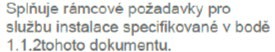 Splňuje rámcové požadavky pro
službu instalace specifikované v bodě
1.1.2tohoto dokumentu.